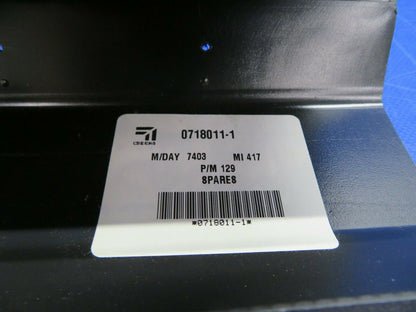 0718011-1
M/DAY 7403 MI 417
P/M 129
SPARES
*0718011-1*